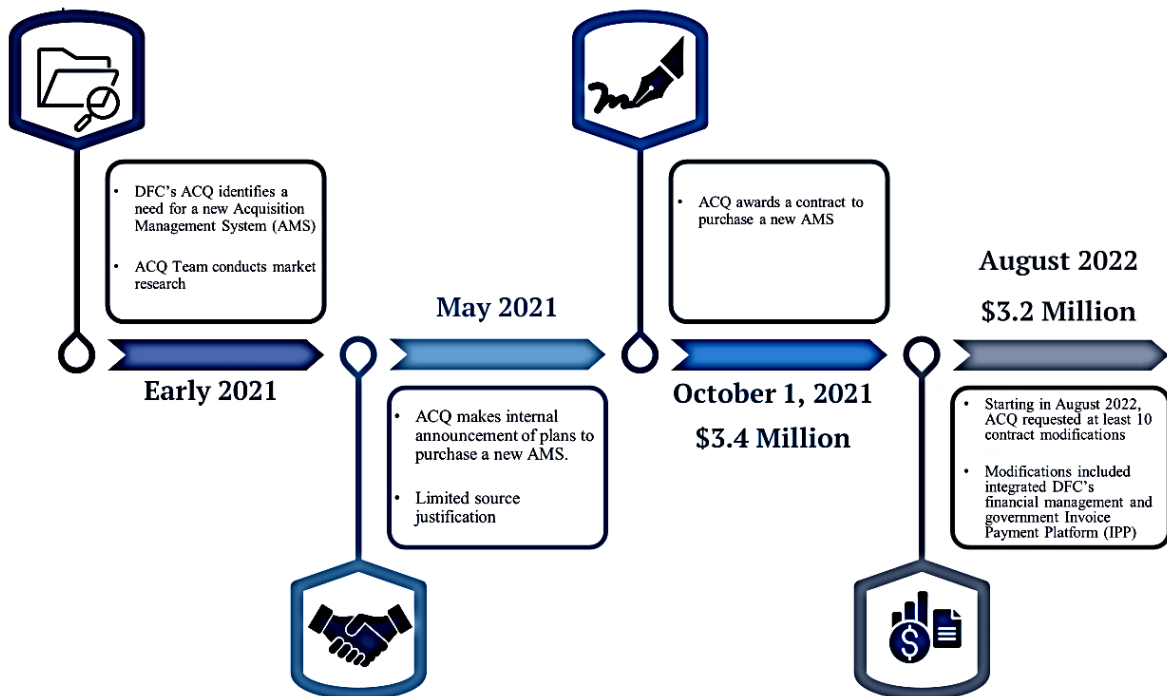 • DFC's ACQ identifies a
need for a new Acquisition
Management System (AMS)
• ACQ Team conducts market
research
Early 2021
May 2021
• ACQ makes internal
announcement of plans to
purchase a new AMS.
• Limited source
justification
• ACQ awards a contract to
purchase a new AMS
October 1, 2021
$3.4 Million
August 2022
$3.2 Million
• Starting in August 2022,
ACQ requested at least 10
contract modifications
• Modifications included
integrated DFC's
financial management and
government Invoice
Payment Platform (IPP)